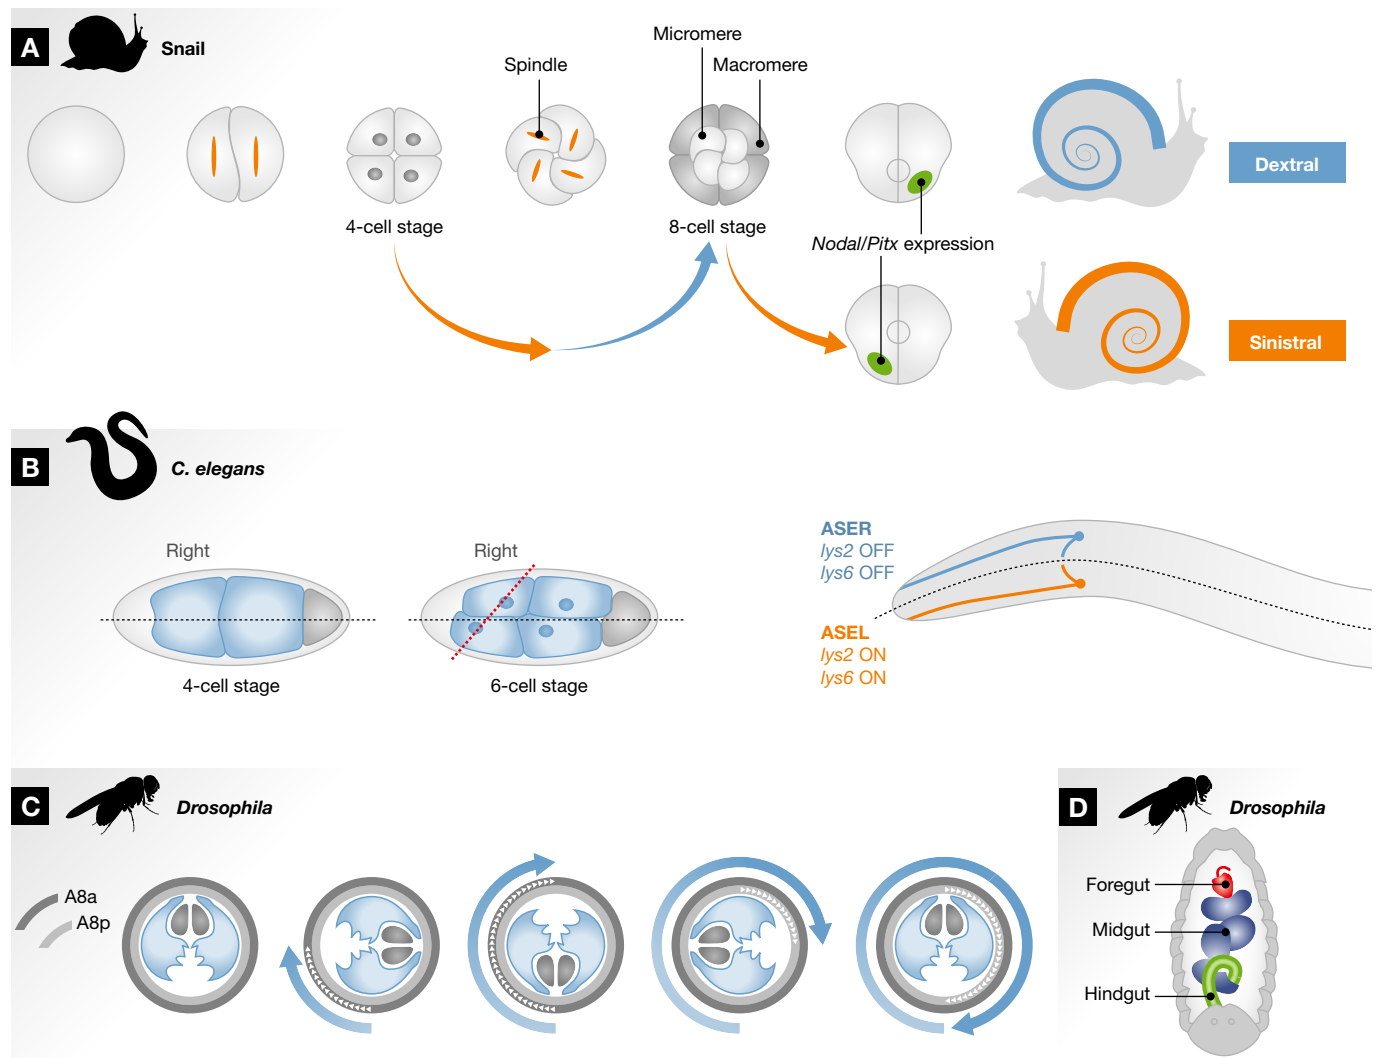 A
Snail
Micromere
Spindle
Macromere
4-cell stage
8-cell stage
Nodal/Pitx expression
Dextral
Sinistral
B
C. elegans
Right
Right
4-cell stage
6-cell stage
ASER
lys2 OFF
lys6 OFF
ASEL
lys2 ON
lys6 ON
C
Drosophila
A8a
A8p
D
Drosophila
Foregut
Midgut
Hindgut